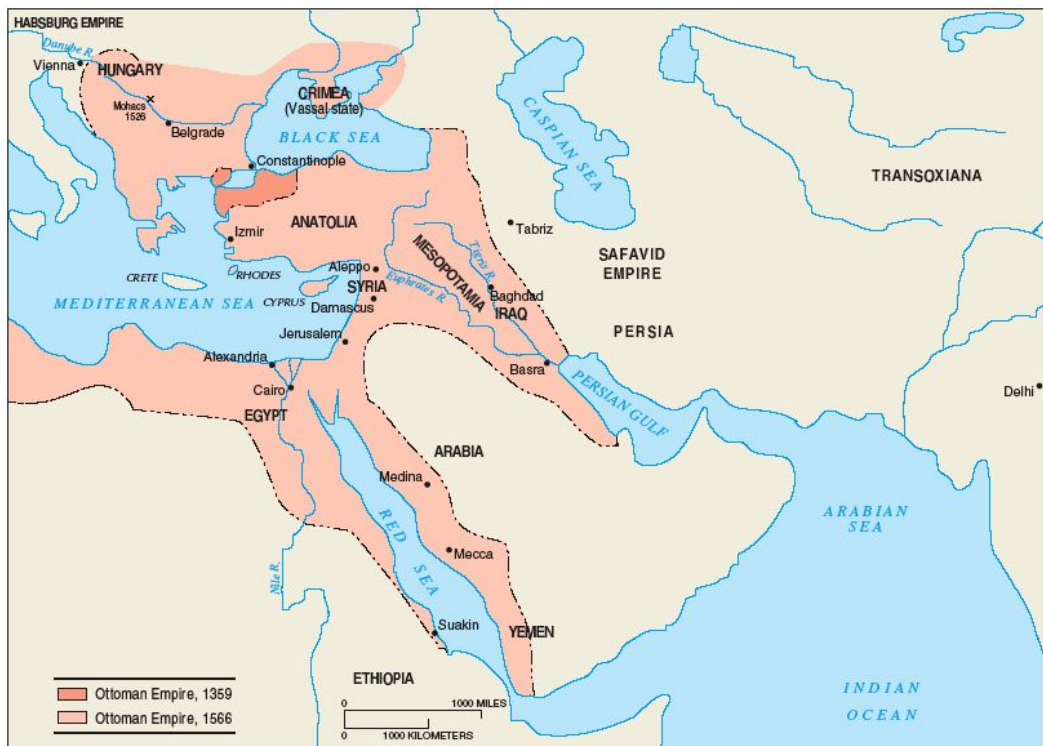 HABSBURG EMPIRE
Danube R.
Vienna
HUNGARY
Mohacs
1526
Belgrade
CRIMEA
(Vassal state)
BLACK SEA
Constantinople
CASPIAN SEA
TRANSOXIANA
ANATOLIA
Izmir
Tabriz
SAFAVID
EMPIRE
MESOPOTAMIA
Tigris R.
Aleppo
SYRIA
Euphrates R.
CRETE
RHODES
CYPRUS
MEDITERRANEAN SEA
Damascus
Baghdad
IRAQ
PERSIA
Jerusalem
Alexandria
Basra
PERSIAN GULF
Cairo
EGYPT
Delhi
ARABIA
Medina
RED
SEA
ARABIAN
SEA
Mecca
Nile R.
Suakin
YEMEN
ETHIOPIA
INDIAN
OCEAN
Ottoman Empire, 1359
Ottoman Empire, 1566
0 1000 MILES
0 1000 KILOMETERS